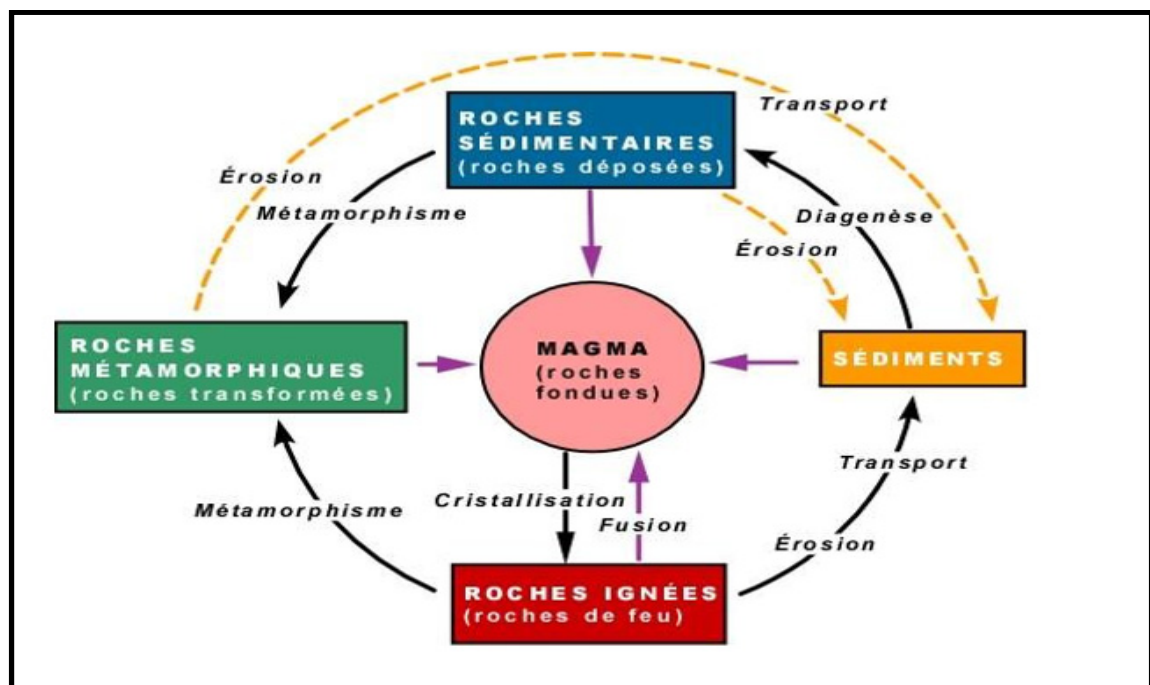 Transport
ROCHES
SÉDIMENTAIRES
(roches déposées)
Érosion
Métamorphisme
Diagenèse
Érosion
ROCHES
MÉTAMORPHIQUES
(roches transformées)
MAGMA
(roches
fondues)
SÉDIMENTS
Transport
Cristallisation
Métamorphisme
Fusion
Érosion
ROCHES IGNÉES
(roches de feu)